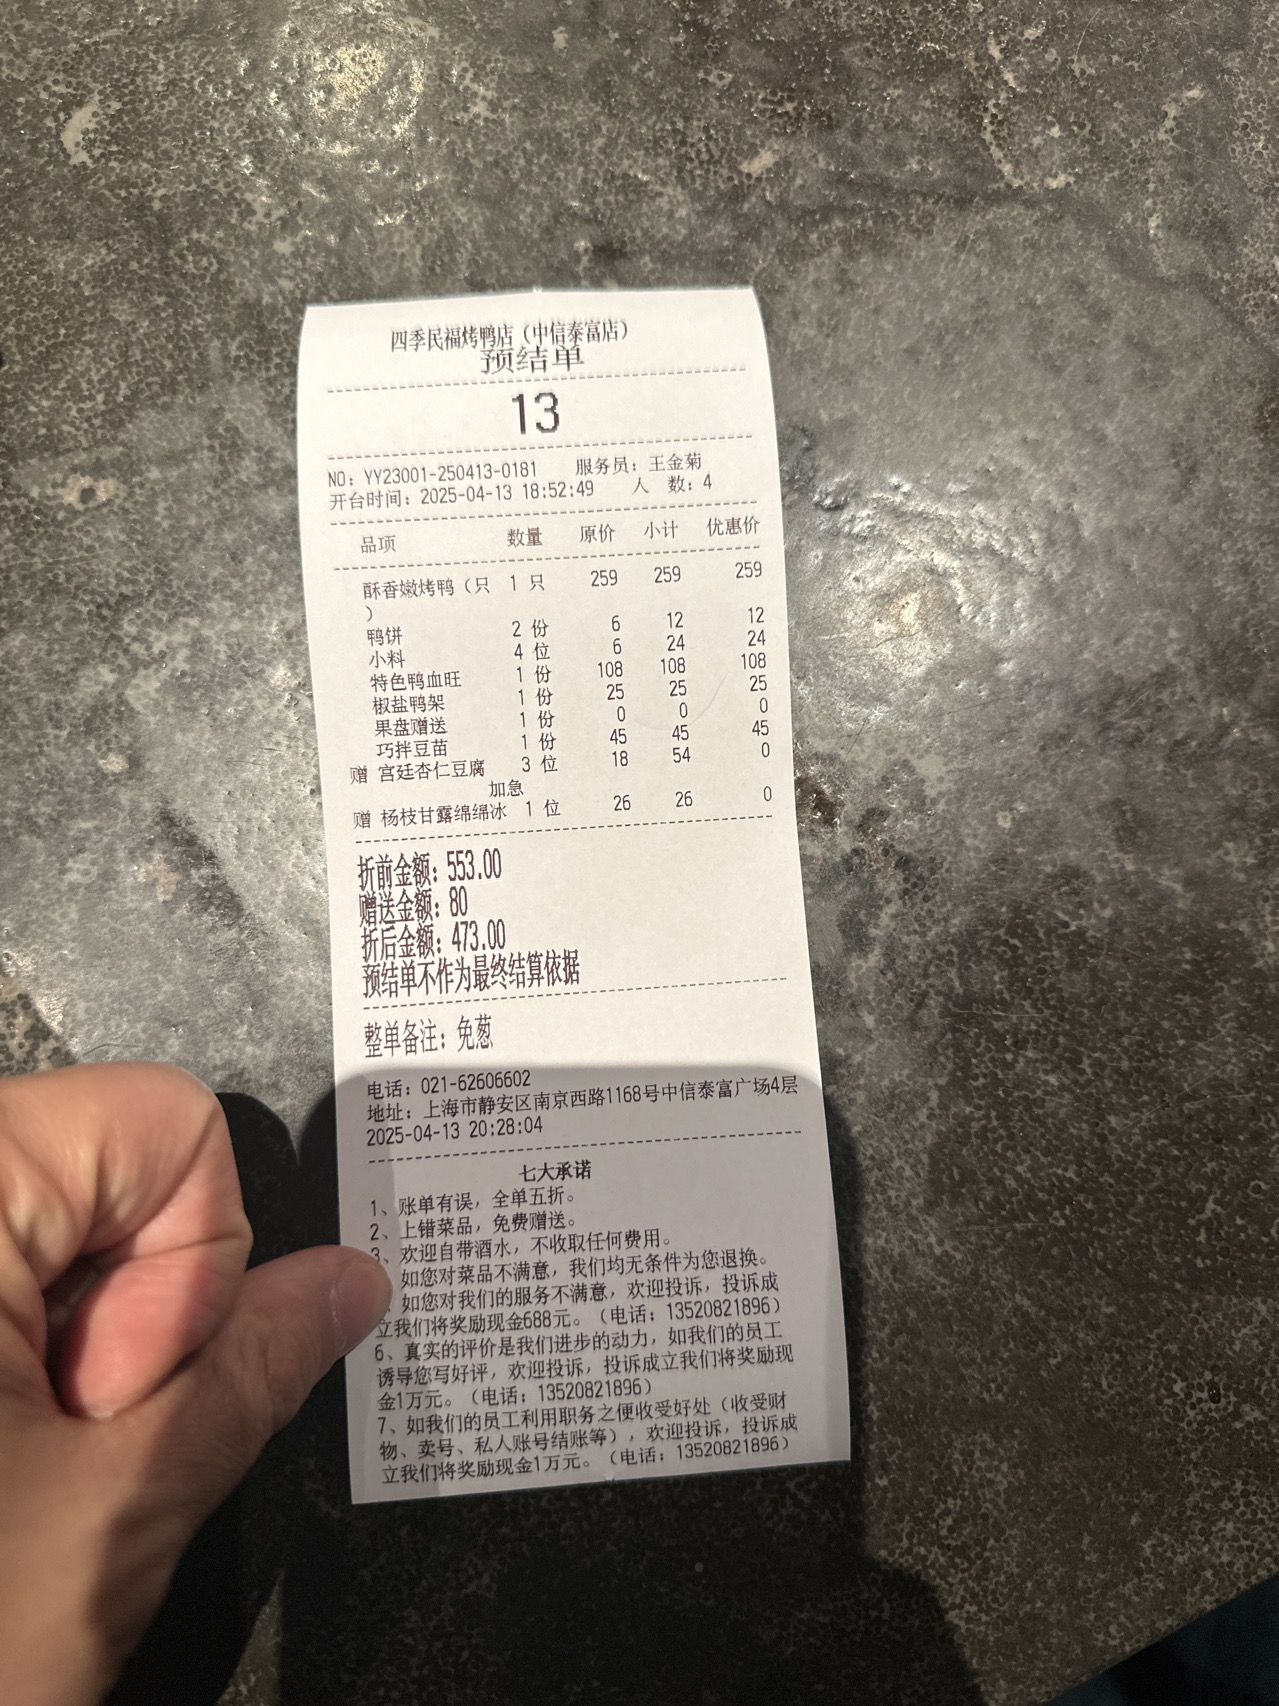 四季民福烤鸭店（中信泰富店）
预结单
13
NO：YY23001-250413-0181 服务员：王金菊
开台时间：2025-04-13 18:52:49 人 数：4
品项 数量 原价 小计 优惠价
酥香嫩烤鸭（只 1 只 259 259 259
）
鸭饼 2 份 6 12 12
小料 4 位 6 24 24
特色鸭血旺 1 份 108 108 108
椒盐鸭架 1 份 25 25 25
果盘赠送 1 份 0 0 0
巧拌豆苗 1 份 45 45 45
赠 宫廷杏仁豆腐 3 位 18 54 0
加急
赠 杨枝甘露绵绵冰 1 位 26 26 0
折前金额：553.00
赠送金额：80
折后金额：473.00
预结单不作为最终结算依据
整单备注：免葱
电话：021-62606602
地址：上海市静安区南京西路1168号中信泰富广场4层
2025-04-13 20:28:04
七大承诺
1、账单有误，全单五折。
2、上错菜品，免费赠送。
3、欢迎自带酒水，不收取任何费用。
如您对菜品不满意，我们均无条件为您退换。
如您对我们的服务不满意，欢迎投诉，投诉成
立我们将奖励现金688元。（电话：13520821896）
6、真实的评价是我们进步的动力，如我们的员工
诱导您写好评，欢迎投诉，投诉成立我们将奖励现
金1万元。（电话：13520821896）
7、如我们的员工利用职务之便收受好处（收受财
物、卖号、私人账号结账等），欢迎投诉，投诉成
立我们将奖励现金1万元。（电话：13520821896）